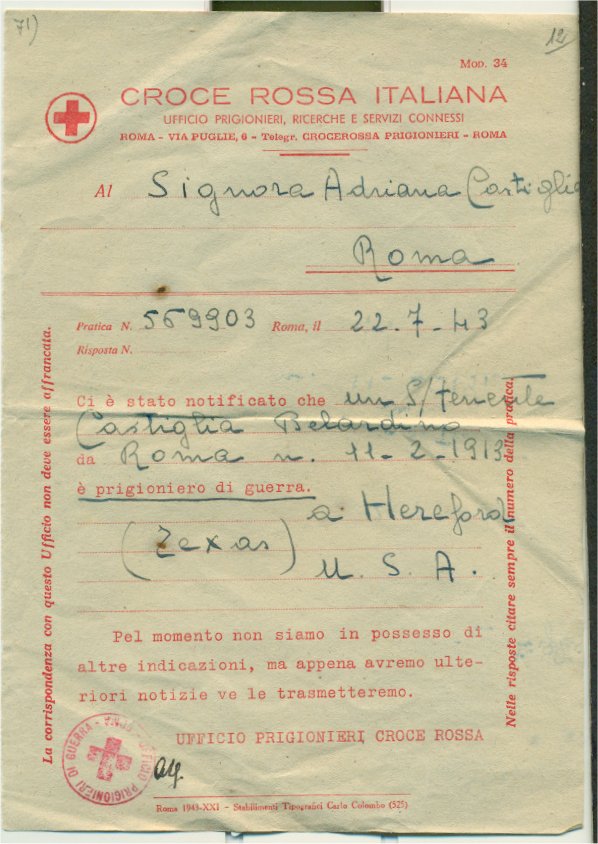 71)
12
Mod. 34
CROCE ROSSA ITALIANA
UFFICIO PRIGIONIERI, RICERCHE E SERVIZI CONNESSI
ROMA - VIA PUGLIE, 6 - Telegr. CROCEROSSA PRIGIONIERI - ROMA
Al Signora Adriana Castiglia
Roma
Pratica N. 569903 Roma, il 22.7-43
Risposta N.
Ci è stato notificato che un S/Tenente
Castiglia Belardino
da Roma n. 11-2-1913
è prigioniero di guerra.
a Hereford
(Texas)
U. S. A.
Pel momento non siamo in possesso di
altre indicazioni, ma appena avremo ulte-
riori notizie ve le trasmetteremo.
UFFICIO PRIGIONIERI CROCE ROSSA
UFFICIO PRIGIONIERI DI GUERRA - ROMA -
Roma 1943-XXI - Stabilimenti Tipografici Carlo Colombo (525)
La corrispondenza con questo Ufficio non deve essere affrancata.
Nelle risposte citare sempre il numero della pratica.